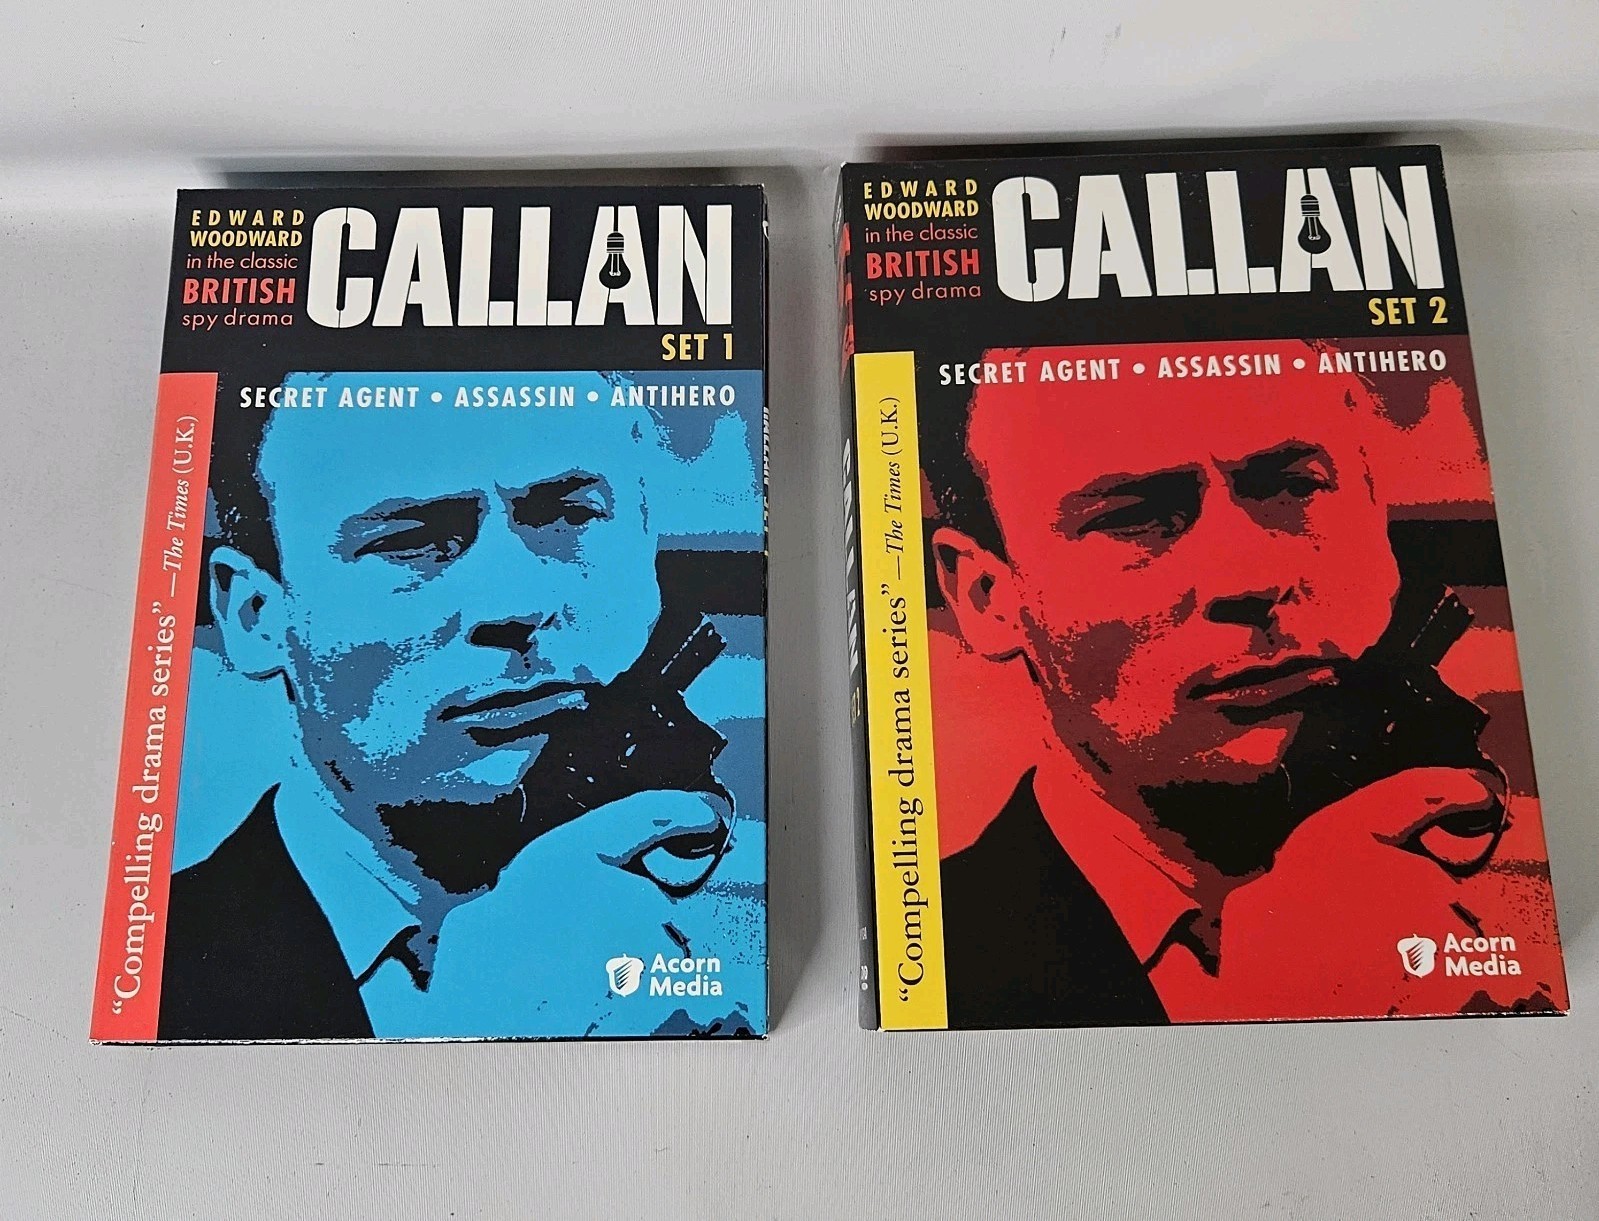 EDWARD
WOODWARD
in the classic
BRITISH
spy drama
CALLAN
SET 1
SECRET AGENT • ASSASSIN • ANTIHERO
“Compelling drama series” —The Times (U.K.)
Acorn
Media
EDWARD
WOODWARD
in the classic
BRITISH
spy drama
CALLAN
SET 2
SECRET AGENT • ASSASSIN • ANTIHERO
“Compelling drama series” —The Times (U.K.)
CALLAN
Acorn
Media